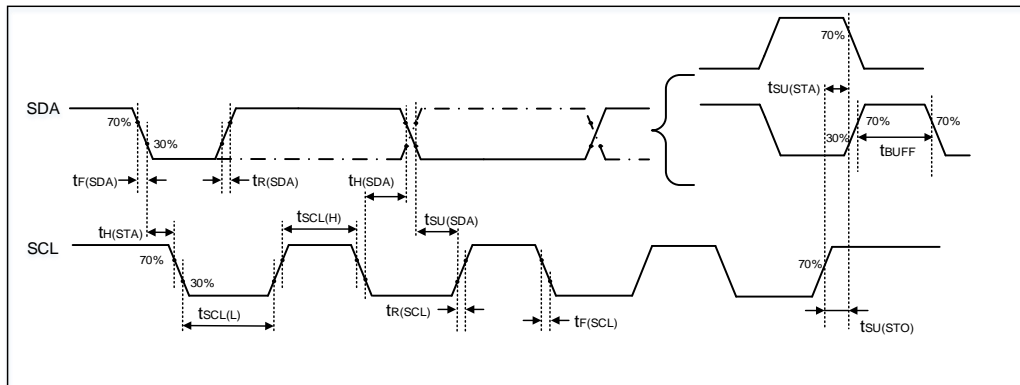 70%
tSU(STA)
SDA
70%
30%
30%
70%
70%
tBUFF
tF(SDA)
tR(SDA)
tH(SDA)
tH(STA)
tSCL(H)
tSU(SDA)
SCL
70%
30%
70%
tSCL(L)
tR(SCL)
tF(SCL)
tSU(STO)